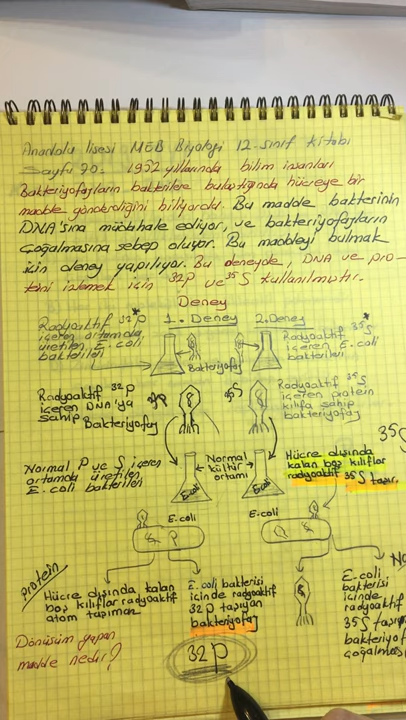 Anadolu lisesi MEB Biyoloji 12. sınıf kitabı
Sayfa 70: 1952 yıllarında bilim insanları
Bakteriyofajların bakterilere bulaştığında hücreye bir
madde gönderdiğini biliyordu. Bu madde bakterinin
DNA'sına müdahale ediyor, ve bakteriyofajların
çoğalmasına sebep oluyor. Bu maddeyi bulmak
için deney yapılıyor. Bu deneyde, DNA ve pro-
teini izlemek için 32P ve 35S kullanılmıştır.
Deney
1. Deney
2. Deney
Radyoaktif 32P
içeren ortamda
üretilen E.coli
bakterileri
Bakteriyofaj
Radyoaktif 35S
içeren E.coli
bakterileri
Radyoaktif 32P
içeren DNA'ya
sahip
Bakteriyofaj
Radyoaktif 35S
içeren protein
kılıfa sahip
bakteriyofaj
35
Normal P ve S içeren
ortamda üretilen
E.coli bakterileri
Normal
kültür
ortamı
E.coli
E.coli
Hücre dışında
kalan boş kılıflar
radyoaktif 35S taşır.
E.coli
E.coli
protein
Hücre dışında kalan
boş kılıflar radyoaktif
atom taşımaz
E.coli bakterisi
içinde radyoaktif
32P taşıyan
bakteriyofaj
E.coli
bakterisi
içinde
radyoaktif
35S
çoğalmış
Dönüşüm yapan
madde nedir?
32P